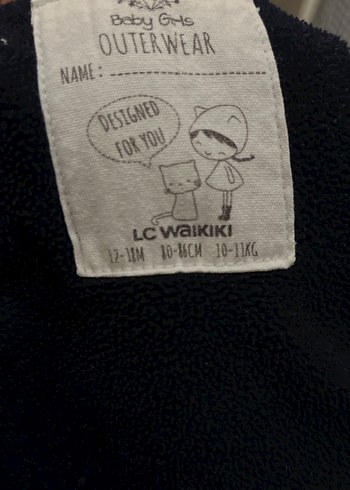 Baby Girls
OUTERWEAR
NAME:
DESIGNED
FOR YOU
LC WAIKIKI
12-18M 80-86CM 10-11KG